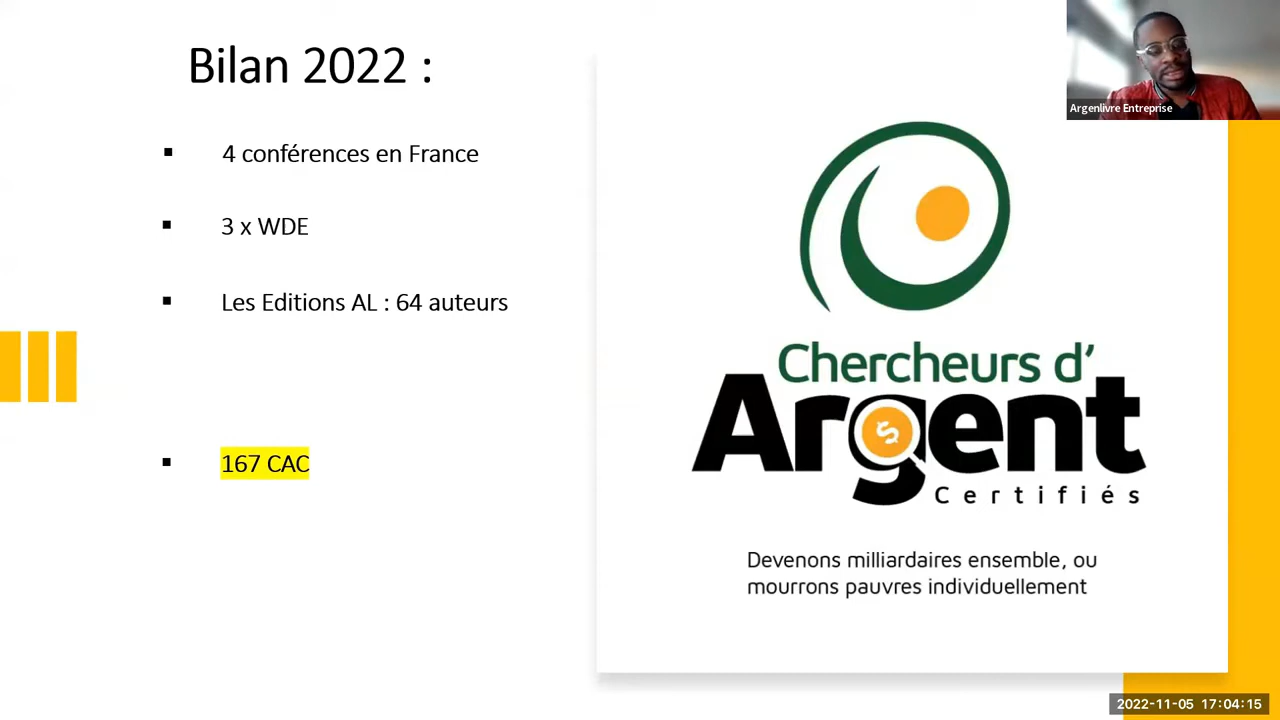 Bilan 2022 :
▪ 4 conférences en France
▪ 3 x WDE
▪ Les Editions AL : 64 auteurs
▪ 167 CAC
Argenlivre Entreprise
Chercheurs d'
Argent
$
Certifiés
Devenons milliardaires ensemble, ou
mourrons pauvres individuellement
2022-11-05 17:04:15